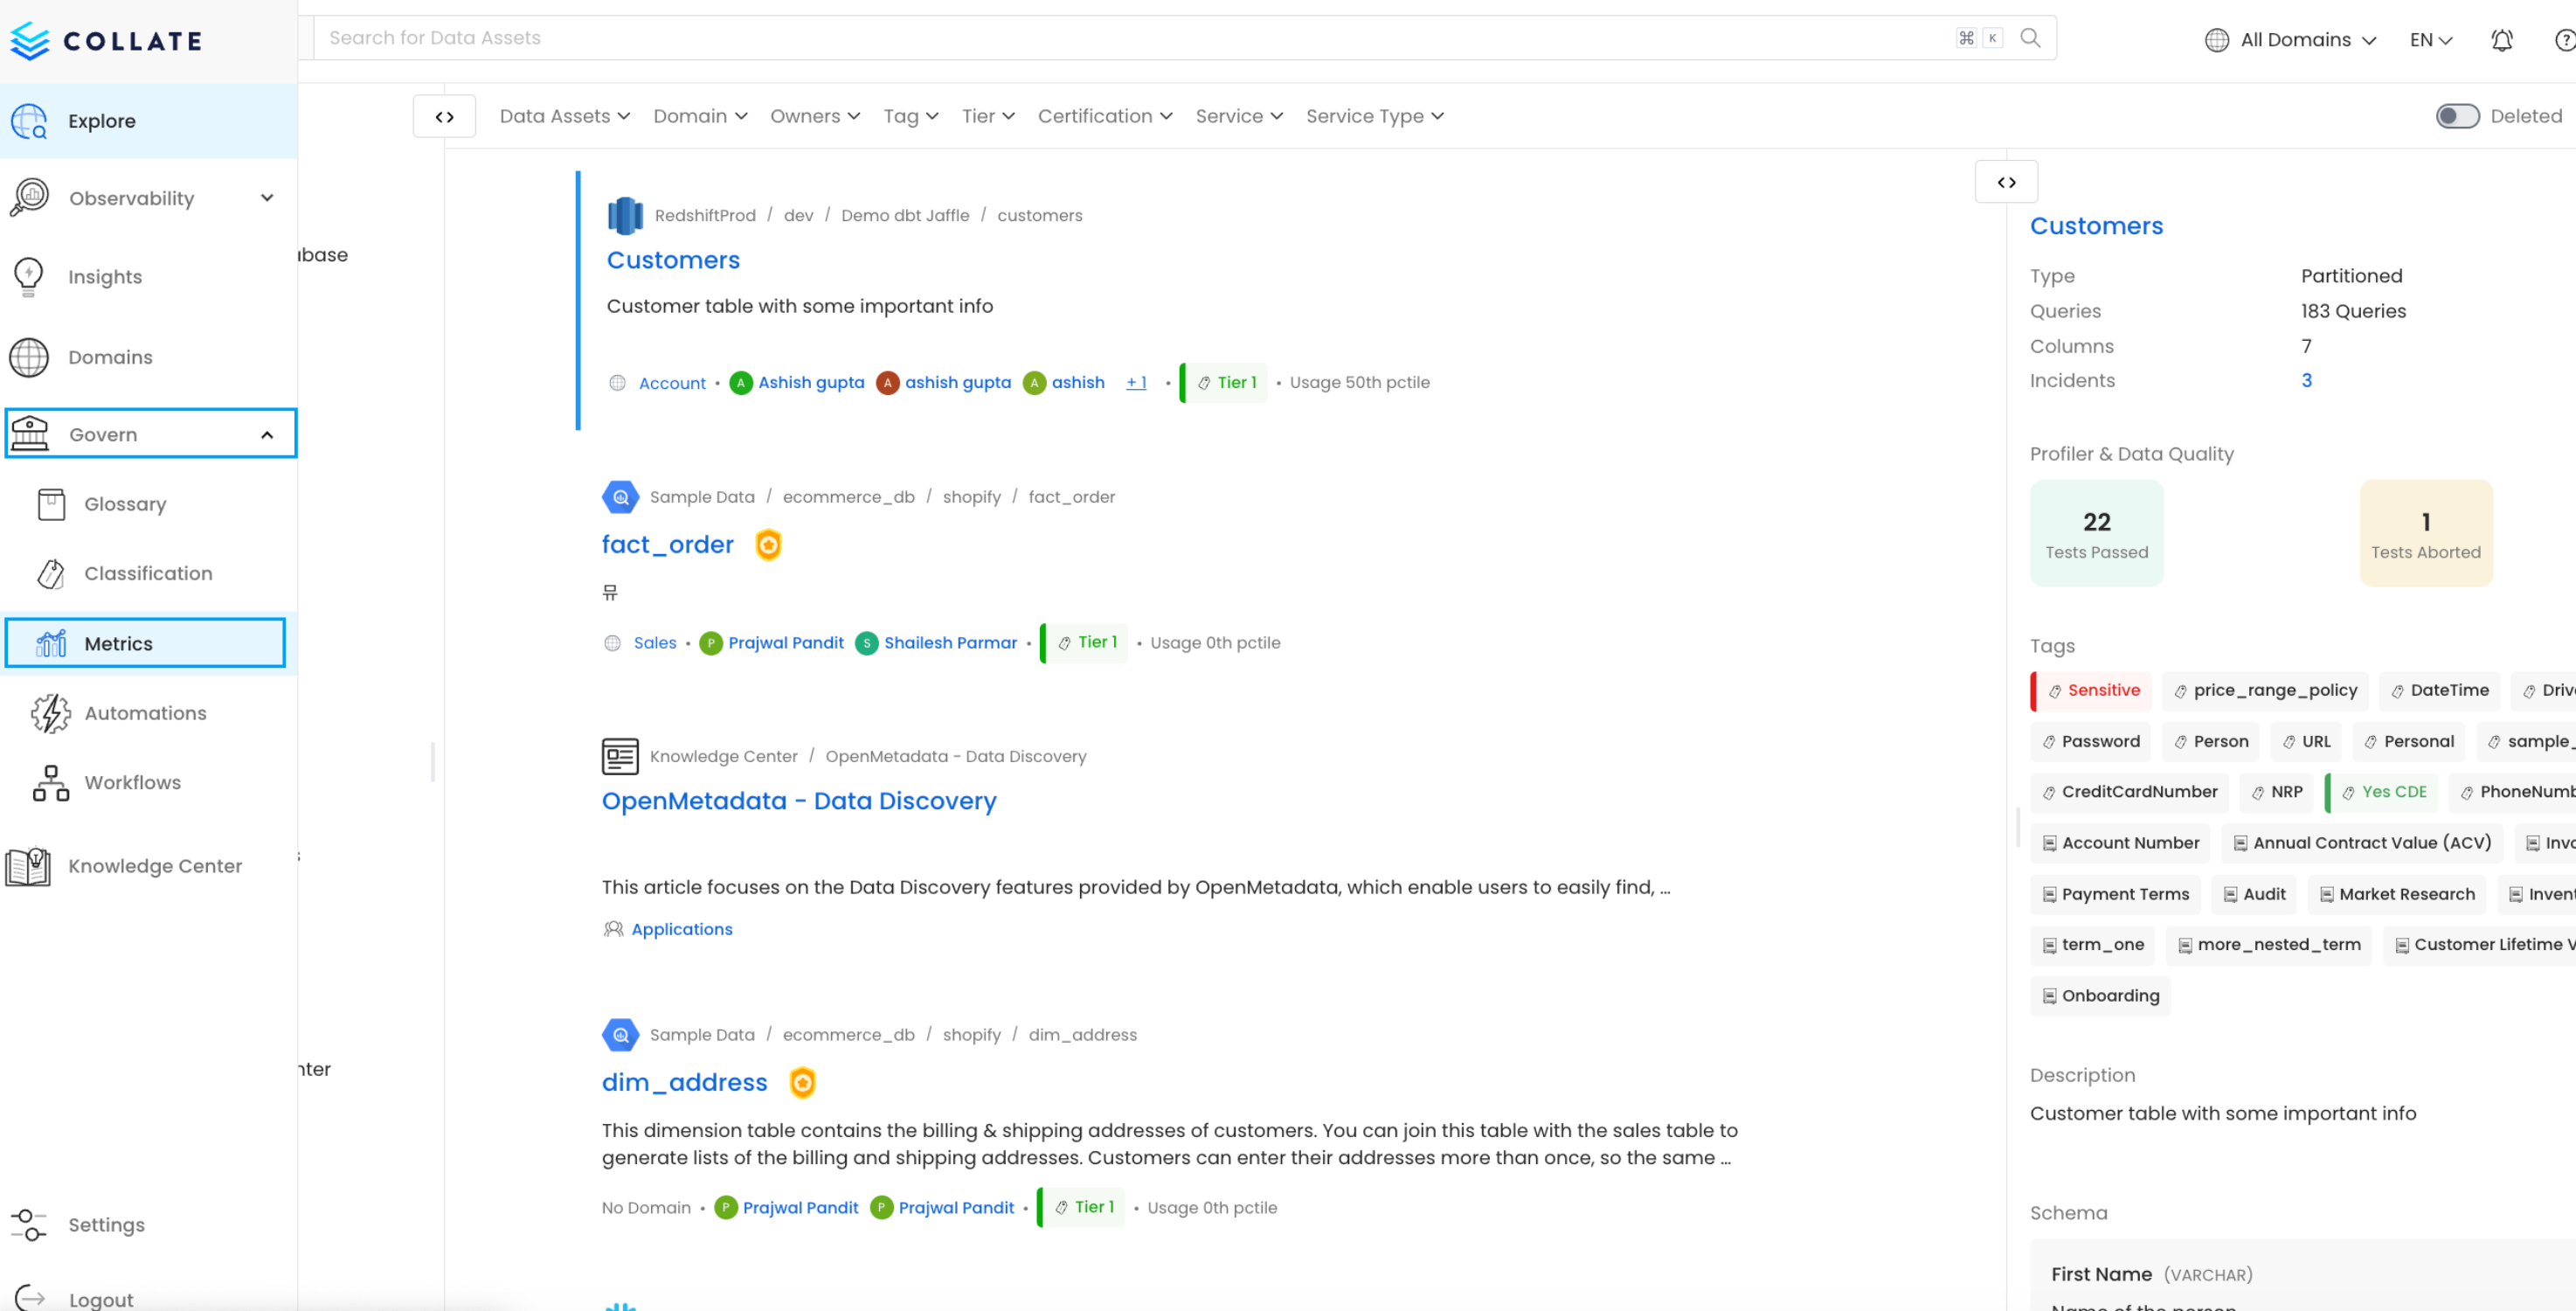 COLLATE
Search for Data Assets
⌘ K
All Domains
EN
Explore
Observability
Insights
Domains
Govern
Glossary
Classification
Metrics
Automations
Workflows
Knowledge Center
Settings
Logout
base
nter
Data Assets Domain Owners Tag Tier Certification Service Service Type
Deleted
RedshiftProd / dev / Demo dbt Jaffle / customers
Customers
Customer table with some important info
Account • A Ashish gupta A ashish gupta A ashish +1 • Tier 1 • Usage 50th pctile
Sample Data / ecommerce_db / shopify / fact_order
fact_order
뮤
Sales • P Prajwal Pandit S Shailesh Parmar • Tier 1 • Usage 0th pctile
Knowledge Center / OpenMetadata - Data Discovery
OpenMetadata - Data Discovery
This article focuses on the Data Discovery features provided by OpenMetadata, which enable users to easily find, ...
Applications
Sample Data / ecommerce_db / shopify / dim_address
dim_address
This dimension table contains the billing & shipping addresses of customers. You can join this table with the sales table to
generate lists of the billing and shipping addresses. Customers can enter their addresses more than once, so the same ...
No Domain • P Prajwal Pandit P Prajwal Pandit • Tier 1 • Usage 0th pctile
Customers
Type Partitioned
Queries 183 Queries
Columns 7
Incidents 3
Profiler & Data Quality
22
Tests Passed
1
Tests Aborted
Tags
Sensitive price_range_policy DateTime Driv
Password Person URL Personal sample_
CreditCardNumber NRP Yes CDE PhoneNumb
Account Number Annual Contract Value (ACV) Invo
Payment Terms Audit Market Research Invent
term_one more_nested_term Customer Lifetime V
Onboarding
Description
Customer table with some important info
Schema
First Name (VARCHAR)
Name of the person